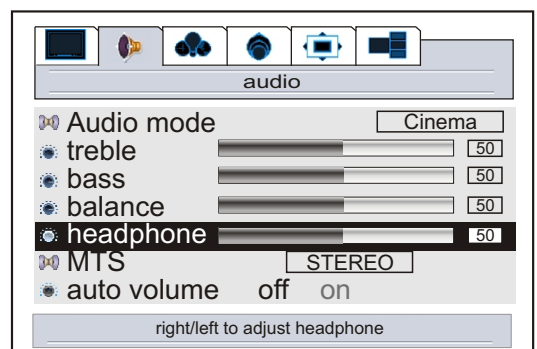 audio
Audio mode Cinema
treble 50
bass 50
balance 50
headphone 50
MTS STEREO
auto volume off on
right/left to adjust headphone